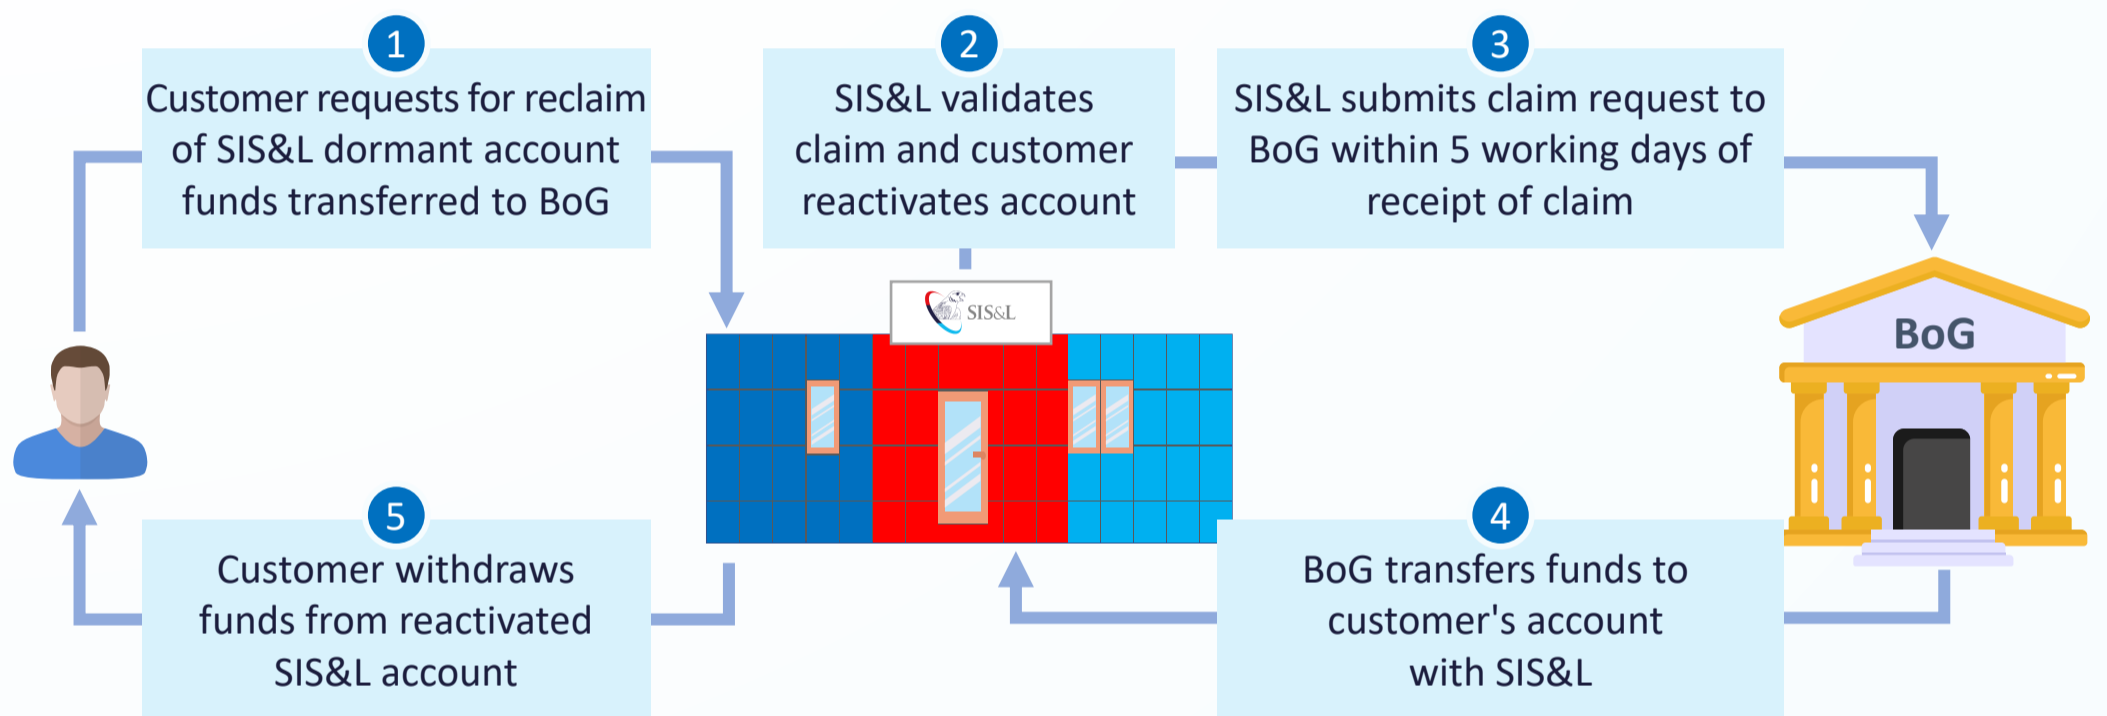 1
Customer requests for reclaim
of SIS&L dormant account
funds transferred to BoG
2
SIS&L validates
claim and customer
reactivates account
3
SIS&L submits claim request to
BoG within 5 working days of
receipt of claim
SIS&L
BoG
4
BoG transfers funds to
customer's account
with SIS&L
5
Customer withdraws
funds from reactivated
SIS&L account